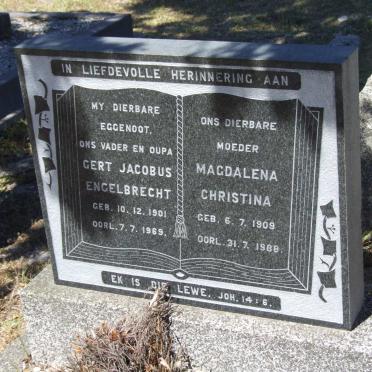 IN LIEFDEVOLLE HERINNERING AAN
MY DIERBARE
EGGENOOT,
ONS VADER EN OUPA
GERT JACOBUS
ENGELBRECHT
GEB. 10.12.1901
OORL. 7.7.1969.
ONS DIERBARE
MOEDER
MAGDALENA
CHRISTINA
GEB. 6.7.1909
OORL. 31.7.1988
EK IS DIE LEWE. JOH. 14:6.